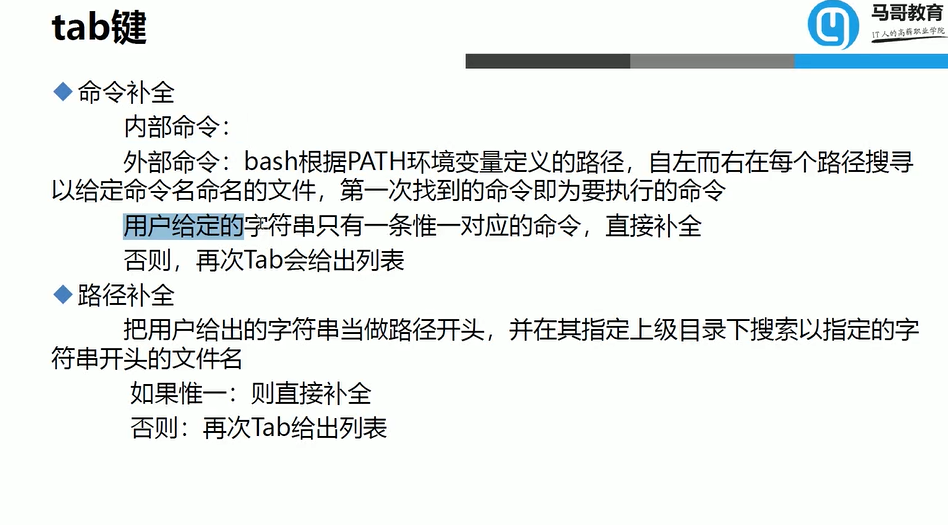 tab键
马哥教育
IT人的高薪职业学院
命令补全
内部命令：
外部命令：bash根据PATH环境变量定义的路径，自左而右在每个路径搜寻
以给定命令名命名的文件，第一次找到的命令即为要执行的命令
用户给定的字符串只有一条惟一对应的命令，直接补全
否则，再次Tab会给出列表
路径补全
把用户给出的字符串当做路径开头，并在其指定上级目录下搜索以指定的字
符串开头的文件名
如果惟一：则直接补全
否则：再次Tab给出列表